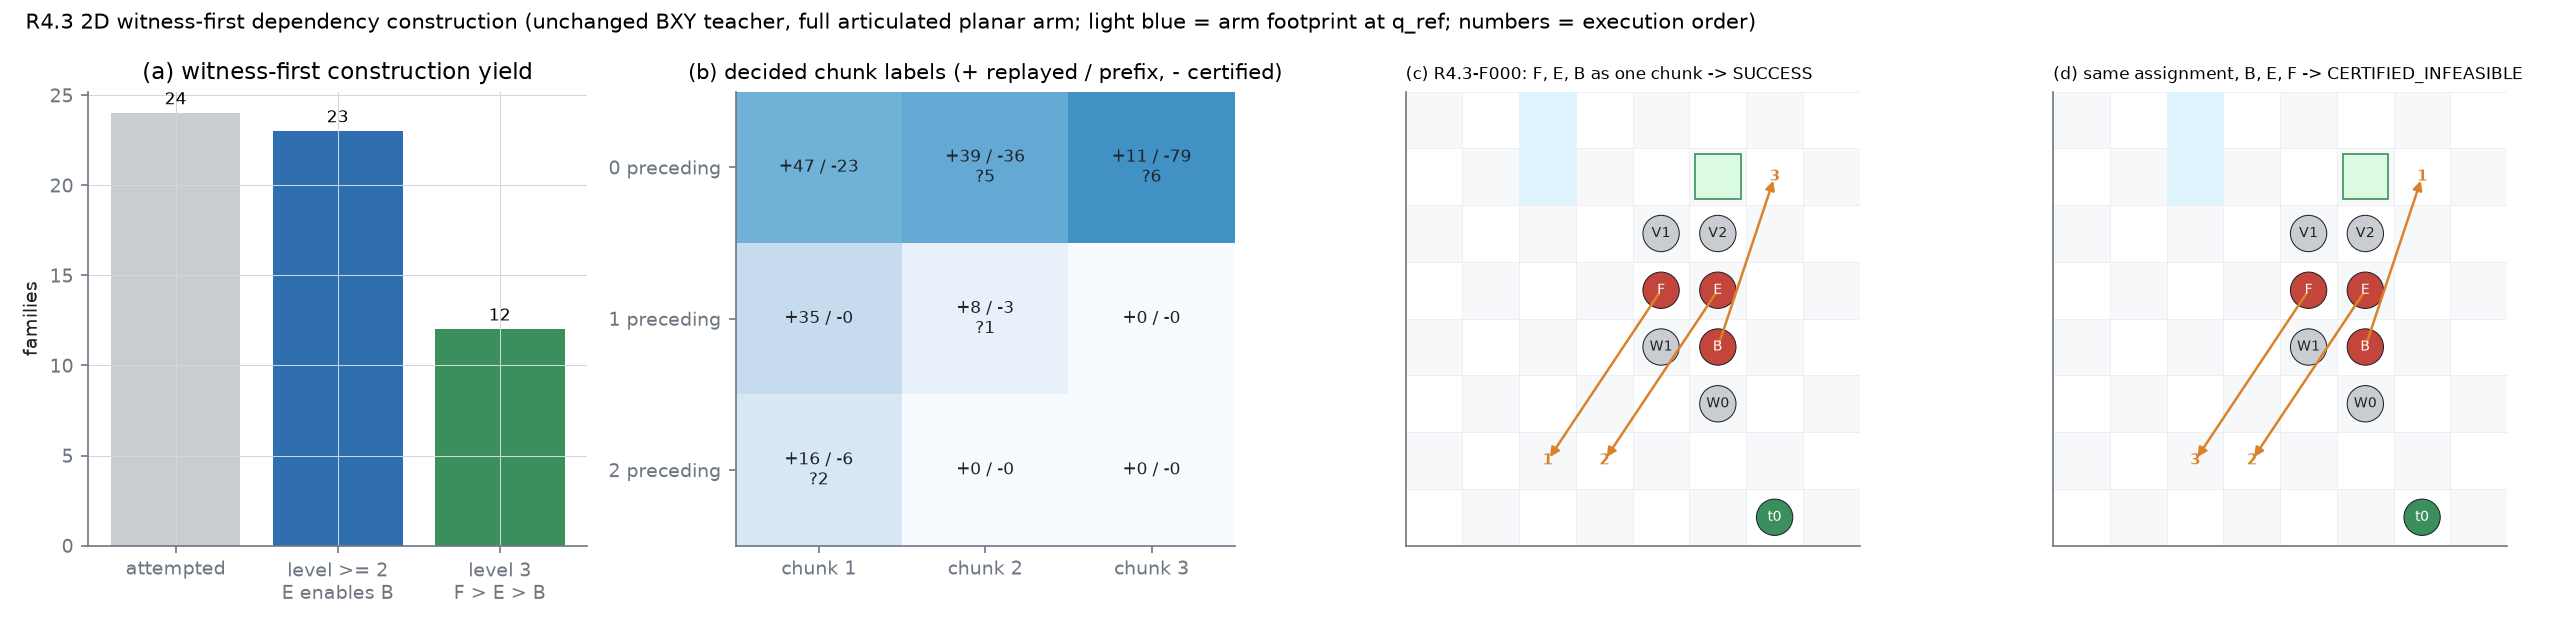 R4.3 2D witness-first dependency construction (unchanged BXY teacher, full articulated planar arm; light blue = arm footprint at q_ref; numbers = execution order)
(a) witness-first construction yield
families
25
20
15
10
5
0
24
23
12
attempted
level >= 2
E enables B
level 3
F > E > B
(b) decided chunk labels (+ replayed / prefix, - certified)
0 preceding
+47 / -23
+39 / -36
?5
+11 / -79
?6
1 preceding
+35 / -0
+8 / -3
?1
+0 / -0
2 preceding
+16 / -6
?2
+0 / -0
+0 / -0
chunk 1
chunk 2
chunk 3
(c) R4.3-F000: F, E, B as one chunk -> SUCCESS
3
V1
V2
F
E
W1
B
W0
1
2
t0
(d) same assignment, B, E, F -> CERTIFIED_INFEASIBLE
1
V1
V2
F
E
W1
B
W0
3
2
t0